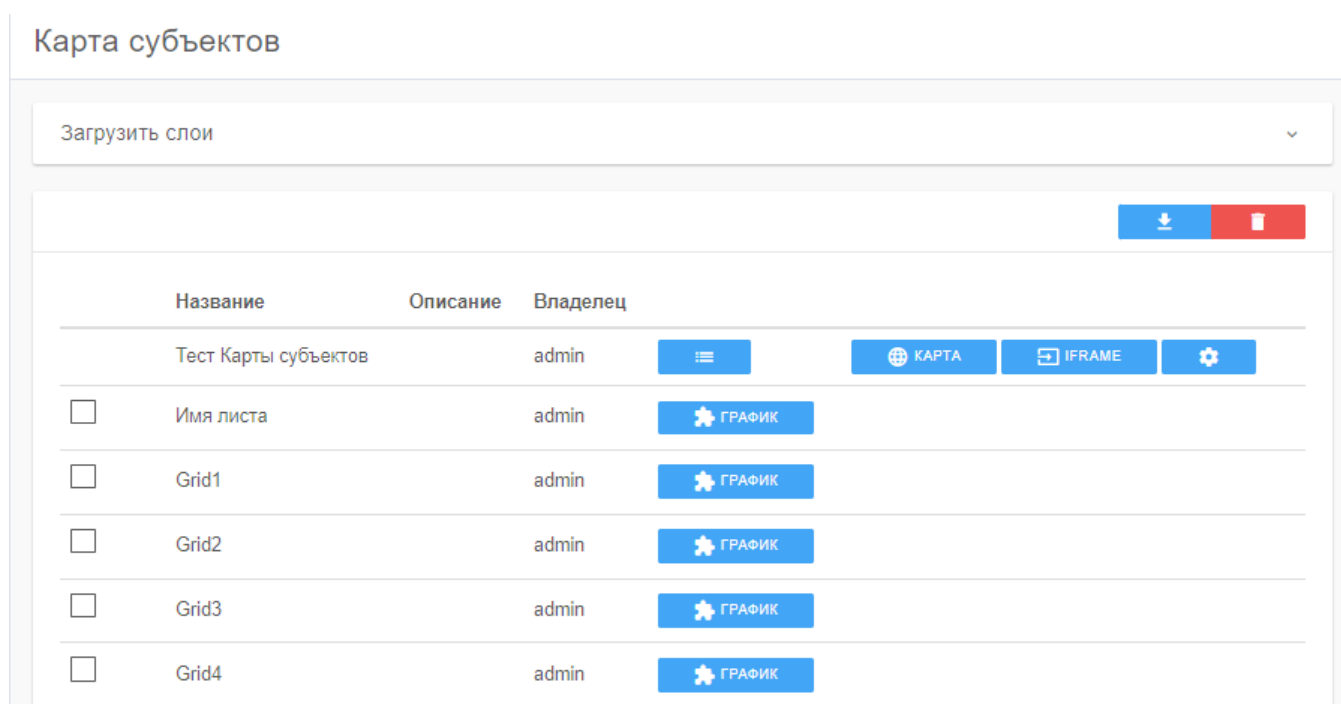 Карта субъектов
Загрузить слои
Название Описание Владелец
Тест Карты субъектов admin КАРТА IFRAME
Имя листа admin ГРАФИК
Grid1 admin ГРАФИК
Grid2 admin ГРАФИК
Grid3 admin ГРАФИК
Grid4 admin ГРАФИК